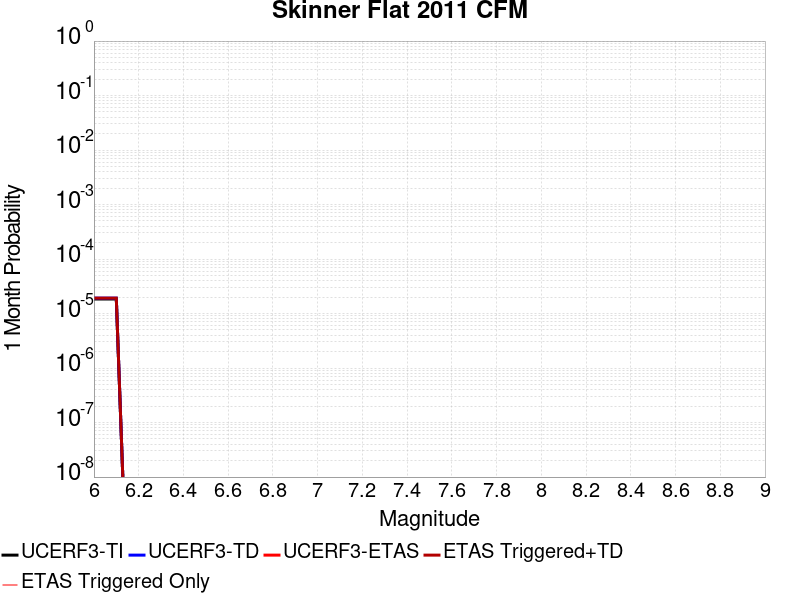 Skinner Flat 2011 CFM
10^0
10^-1
10^-2
10^-3
10^-4
10^-5
10^-6
10^-7
10^-8
1 Month Probability
6 6.2 6.4 6.6 6.8 7 7.2 7.4 7.6 7.8 8 8.2 8.4 8.6 8.8 9
Magnitude
UCERF3-TI UCERF3-TD UCERF3-ETAS ETAS Triggered+TD
ETAS Triggered Only